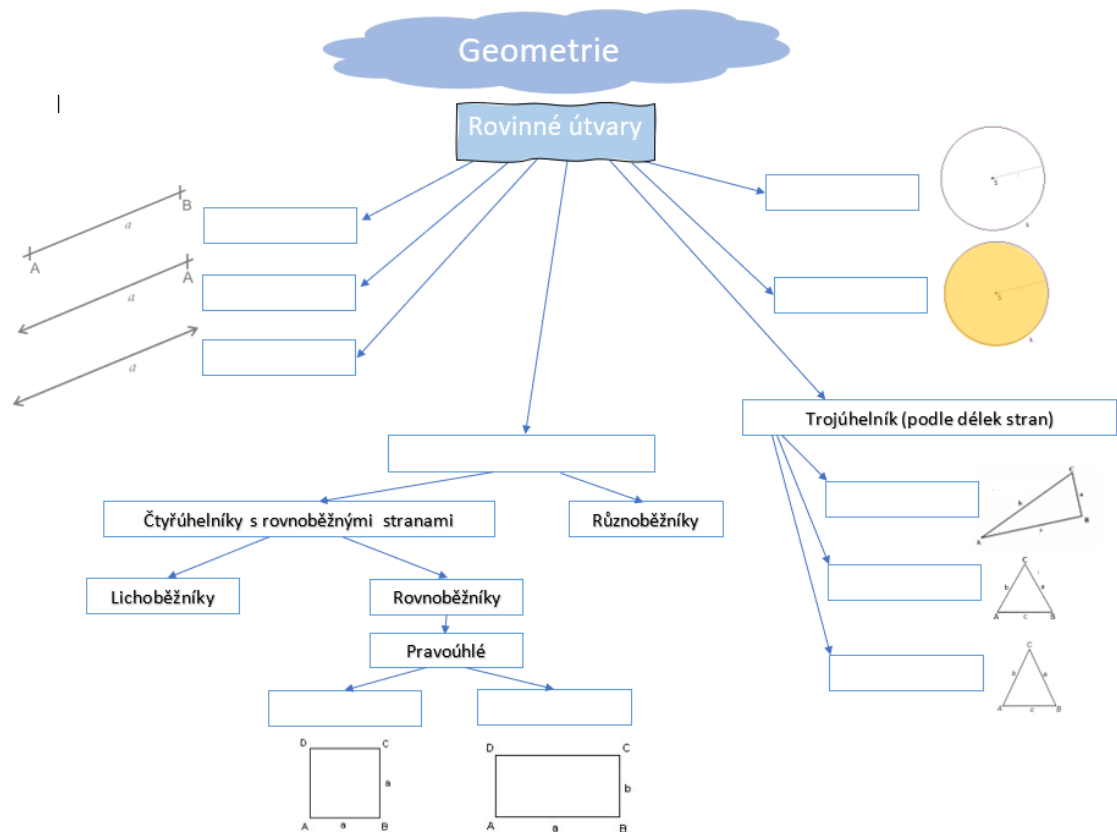 Geometrie
Rovinné útvary
B
a
A
A
a
a
S
k
S
k
Trojúhelník (podle délek stran)
Čtyřúhelníky s rovnoběžnými stranami
Různoběžníky
C
b
a
B
A
c
C
b
a
A
c
B
Lichoběžníky
Rovnoběžníky
Pravoúhlé
C
b
a
A
c
B
D
C
a
A
a
B
D
C
b
A
a
B